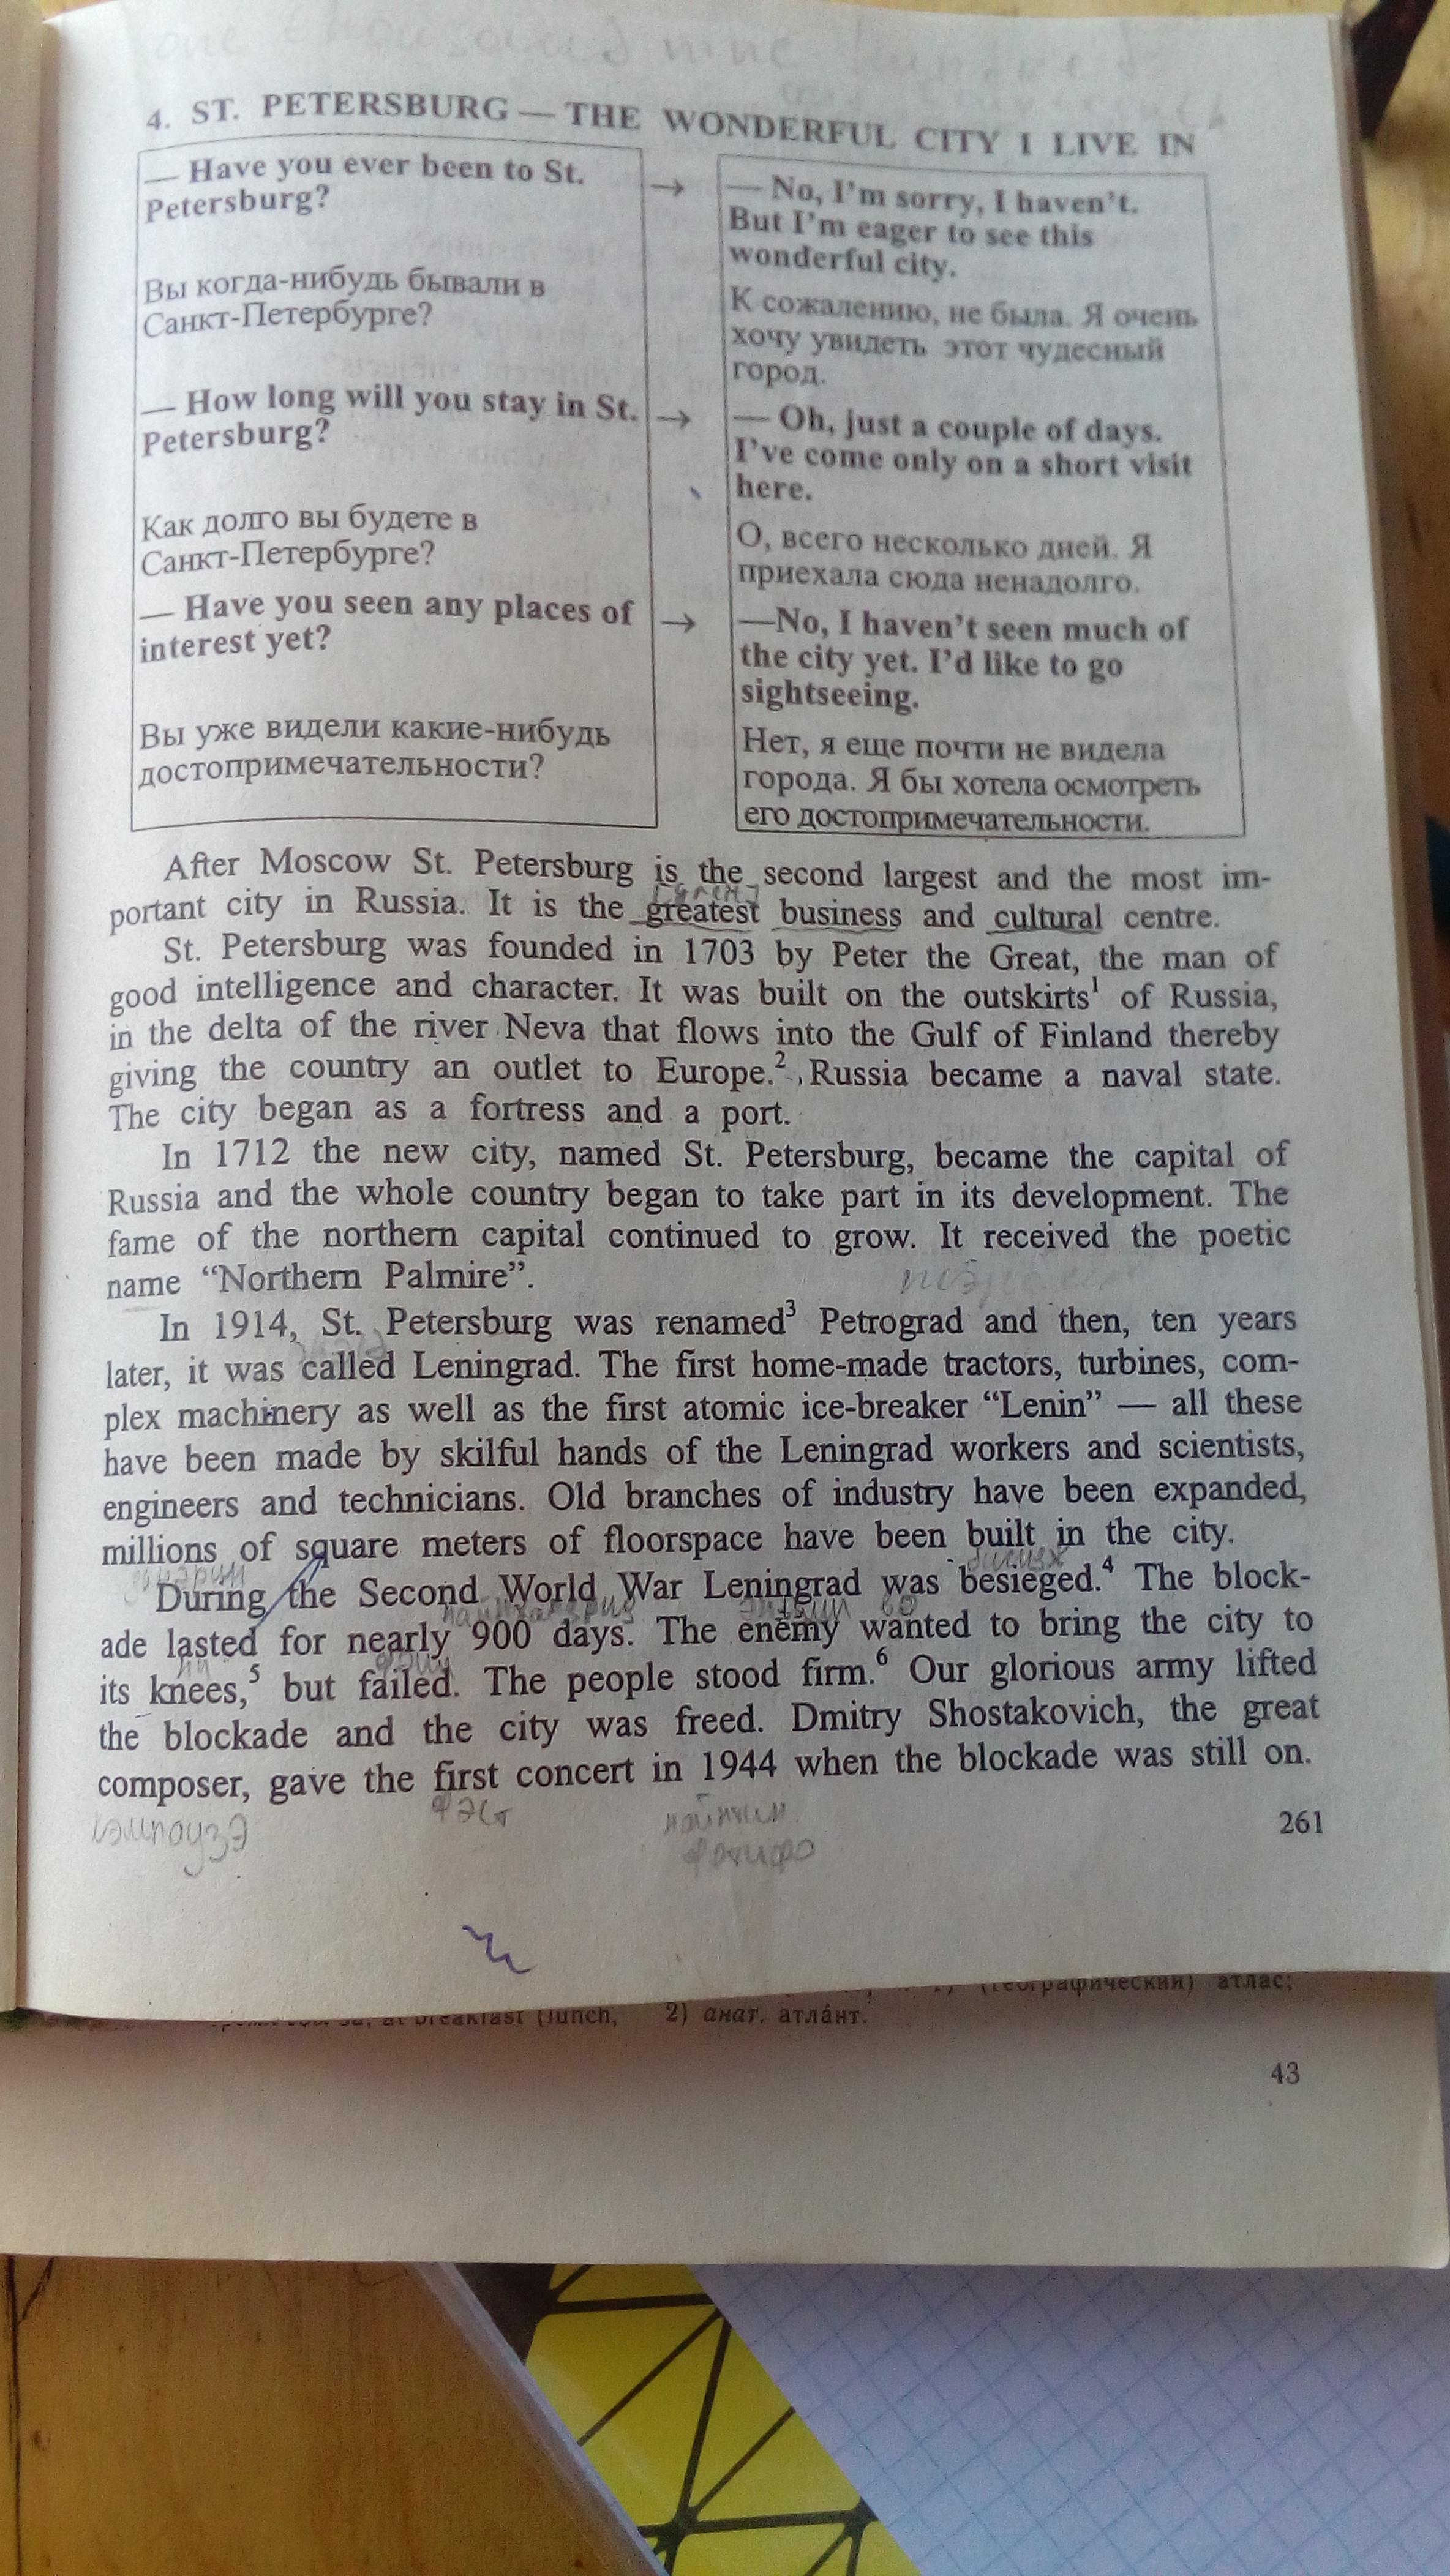 one thousand nine hundred
4. ST. PETERSBURG — THE WONDERFUL CITY I LIVE IN
— Have you ever been to St.
Petersburg?
Вы когда-нибудь бывали в
Санкт-Петербурге?
— How long will you stay in St.
Petersburg?
Как долго вы будете в
Санкт-Петербурге?
— Have you seen any places of
interest yet?
Вы уже видели какие-нибудь
достопримечательности?
→
→
→
— No, I'm sorry, I haven't.
But I'm eager to see this
wonderful city.
К сожалению, не была. Я очень
хочу увидеть этот чудесный
город.
— Oh, just a couple of days.
I've come only on a short visit
here.
О, всего несколько дней. Я
приехала сюда ненадолго.
—No, I haven't seen much of
the city yet. I'd like to go
sightseeing.
Нет, я еще почти не видела
города. Я бы хотела осмотреть
его достопримечательности.
After Moscow St. Petersburg is the second largest and the most im-
portant city in Russia. It is the greatest business and cultural centre.
St. Petersburg was founded in 1703 by Peter the Great, the man of
good intelligence and character. It was built on the outskirts¹ of Russia,
in the delta of the river Neva that flows into the Gulf of Finland thereby
giving the country an outlet to Europe.² Russia became a naval state.
The city began as a fortress and a port.
In 1712 the new city, named St. Petersburg, became the capital of
Russia and the whole country began to take part in its development. The
fame of the northern capital continued to grow. It received the poetic
name “Northern Palmire”.
In 1914, St. Petersburg was renamed³ Petrograd and then, ten years
later, it was called Leningrad. The first home-made tractors, turbines, com-
plex machinery as well as the first atomic ice-breaker “Lenin” — all these
have been made by skilful hands of the Leningrad workers and scientists,
engineers and technicians. Old branches of industry have been expanded,
millions of square meters of floorspace have been built in the city.
During the Second World War Leningrad was besieged.⁴ The block-
ade lasted for nearly 900 days. The enemy wanted to bring the city to
its knees,⁵ but failed. The people stood firm.⁶ Our glorious army lifted
the blockade and the city was freed. Dmitry Shostakovich, the great
composer, gave the first concert in 1944 when the blockade was still on.
фэст
261
(географический) атлас;
at breakfast (lunch,
2) анат. атлáнт.
43